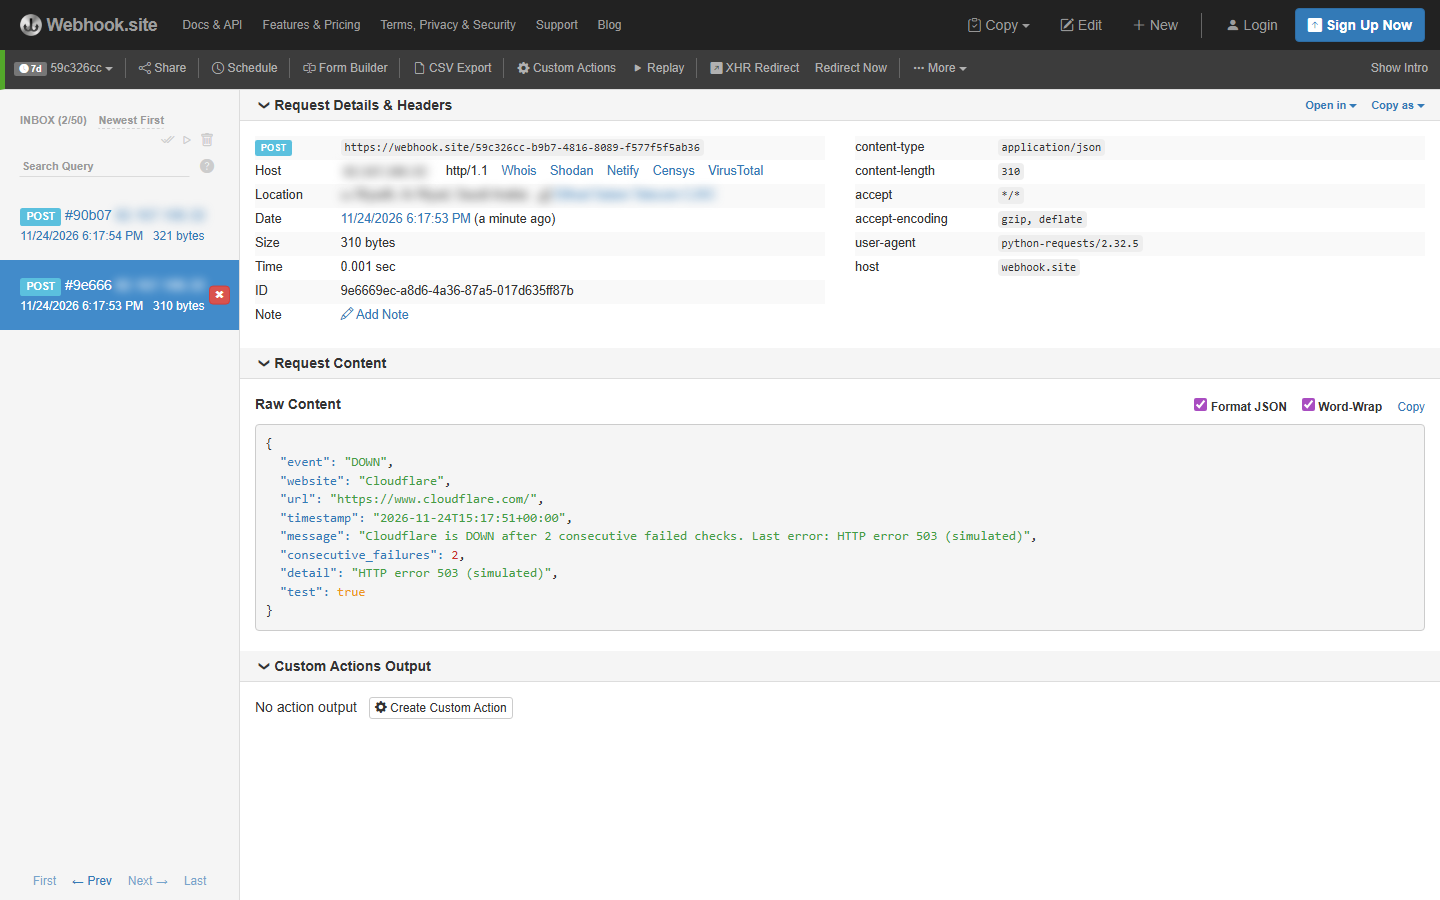 Webhook.site Docs & API Features & Pricing Terms, Privacy & Security Support Blog Copy Edit New Login Sign Up Now
7d 59c326cc Share Schedule Form Builder CSV Export Custom Actions Replay XHR Redirect Redirect Now More Show Intro
INBOX (2/50) Newest First
Search Query ?
POST #90b07
11/24/2026 6:17:54 PM 321 bytes
POST #9e666
11/24/2026 6:17:53 PM 310 bytes
First ← Prev Next → Last
Request Details & Headers Open in Copy as
POST https://webhook.site/59c326cc-b9b7-4816-8089-f577f5f5ab36
Host http/1.1 Whois Shodan Netify Censys VirusTotal
Location
Date 11/24/2026 6:17:53 PM (a minute ago)
Size 310 bytes
Time 0.001 sec
ID 9e6669ec-a8d6-4a36-87a5-017d635ff87b
Note Add Note
content-type application/json
content-length 310
accept */*
accept-encoding gzip, deflate
user-agent python-requests/2.32.5
host webhook.site
Request Content
Raw Content Format JSON Word-Wrap Copy
{
"event": "DOWN",
"website": "Cloudflare",
"url": "https://www.cloudflare.com/",
"timestamp": "2026-11-24T15:17:51+00:00",
"message": "Cloudflare is DOWN after 2 consecutive failed checks. Last error: HTTP error 503 (simulated)",
"consecutive_failures": 2,
"detail": "HTTP error 503 (simulated)",
"test": true
}
Custom Actions Output
No action output Create Custom Action